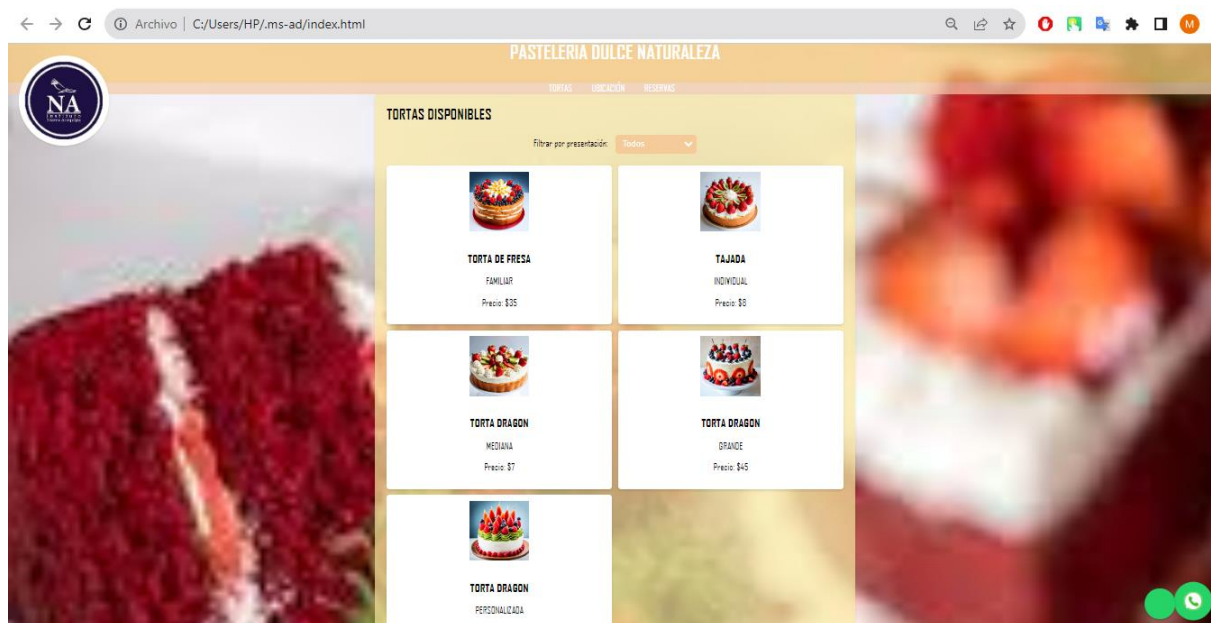 Archivo | C:/Users/HP/.ms-ad/index.html
M
PASTELERIA DULCE NATURALEZA
NA
INSTITUTO
TORTAS UBICACIÓN RESERVAS
TORTAS DISPONIBLES
Filtrar por presentación: Todos
TORTA DE FRESA
FAMILIAR
Precio: $35
TAJADA
INDIVIDUAL
Precio: $8
TORTA DRAGON
MEDIANA
Precio: $7
TORTA DRAGON
GRANDE
Precio: $45
TORTA DRAGON
PERSONALIZADA